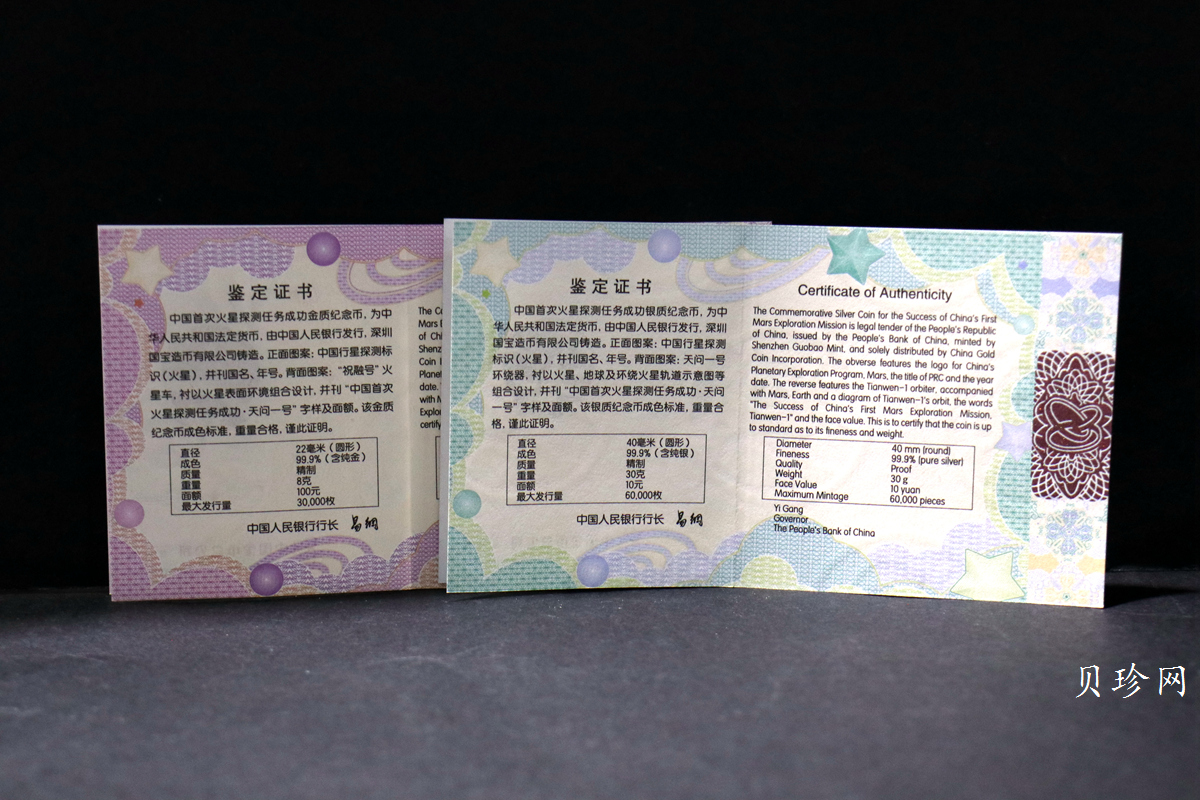 鉴定证书
中国首次火星探测任务成功金质纪念币，为中
华人民共和国法定货币，由中国人民银行发行，深圳
国宝造币有限公司铸造。正面图案：中国行星探测标
识（火星），并刊国名、年号。背面图案：“祝融号”火
星车，衬以火星表面环境组合设计，并刊“中国首次
火星探测任务成功·天问一号”字样及面额。该金质
纪念币成色标准，重量合格，谨此证明。
直径 22毫米（圆形）
成色 99.9%（含纯金）
质量 精制
重量 8克
面额 100元
最大发行量 30,000枚
中国人民银行行长 易纲
The Co
Mars E
of Chi
Shenz
Coin I
Planet
date. T
with M
Explo
certify
鉴定证书
中国首次火星探测任务成功银质纪念币，为中
华人民共和国法定货币，由中国人民银行发行，深圳
国宝造币有限公司铸造。正面图案：中国行星探测
标识（火星），并刊国名、年号。背面图案：天问一号
环绕器，衬以火星、地球及环绕火星轨道示意图等
组合设计，并刊“中国首次火星探测任务成功·天问
一号”字样及面额。该银质纪念币成色标准，重量合
格，谨此证明。
直径 40毫米（圆形）
成色 99.9%（含纯银）
质量 精制
重量 30克
面额 10元
最大发行量 60,000枚
中国人民银行行长 易纲
Certificate of Authenticity
The Commemorative Silver Coin for the Success of China's First
Mars Exploration Mission is legal tender of the People's Republic
of China, issued by the People's Bank of China, minted by
Shenzhen Guobao Mint, and solely distributed by China Gold
Coin Incorporation. The obverse features the logo for China's
Planetary Exploration Program, Mars, the title of PRC and the year
date. The reverse features the Tianwen-1 orbiter, accompanied
with Mars, Earth and a diagram of Tianwen-1's orbit, the words
"The Success of China's First Mars Exploration Mission,
Tianwen-1" and the face value. This is to certify that the coin is up
to standard as to its fineness and weight.
Diameter 40 mm (round)
Fineness 99.9% (pure silver)
Quality Proof
Weight 30 g
Face Value 10 yuan
Maximum Mintage 60,000 pieces
Yi Gang
Governor
The People's Bank of China
贝珍网